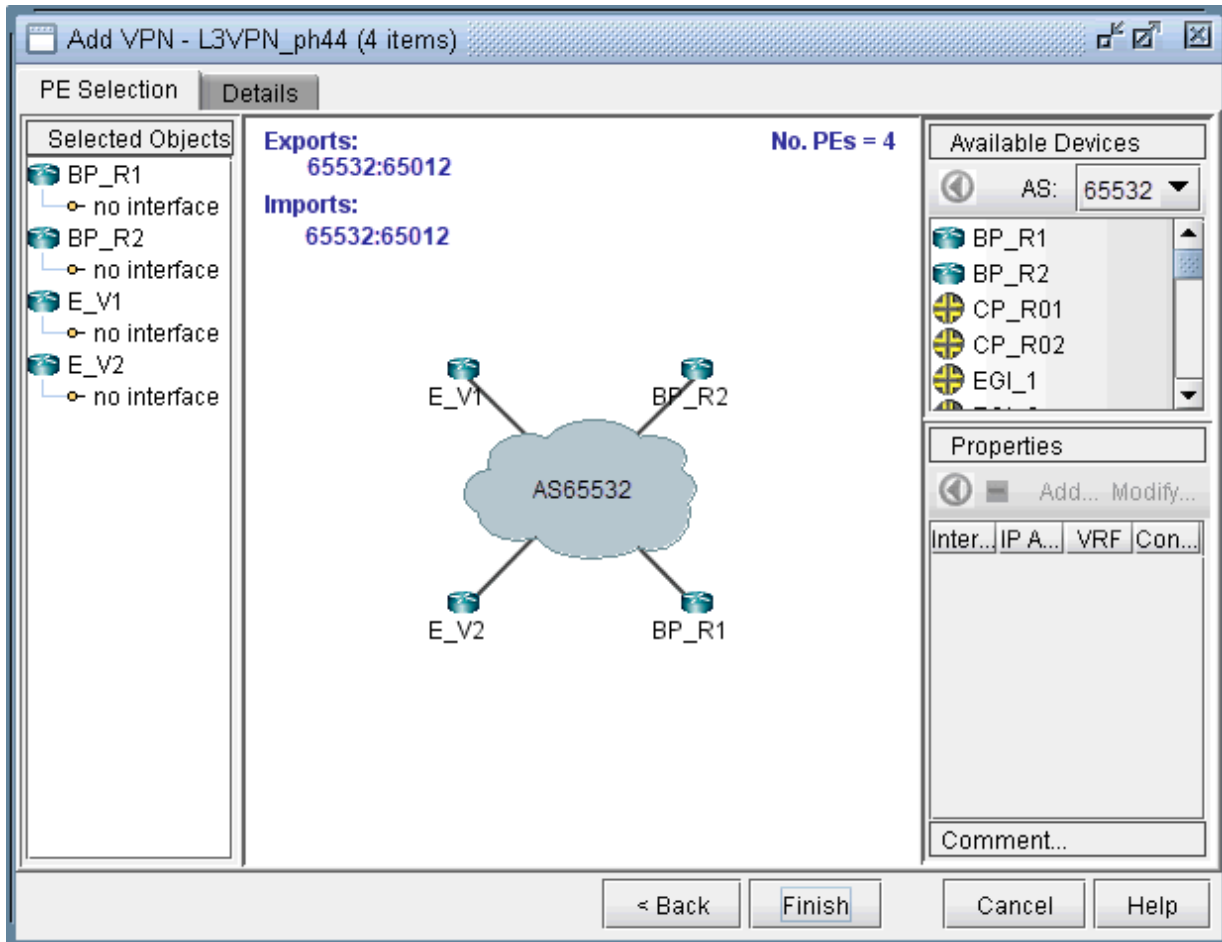 Add VPN - L3VPN_ph44 (4 items)
PE Selection
Details
Selected Objects
BP_R1
no interface
BP_R2
no interface
E_V1
no interface
E_V2
no interface
Exports:
65532:65012
Imports:
65532:65012
No. PEs = 4
E_V1
BP_R2
AS65532
E_V2
BP_R1
Available Devices
AS: 65532
BP_R1
BP_R2
CP_R01
CP_R02
EGI_1
Properties
Add... Modify...
Inter... IP A... VRF Con...
Comment...
< Back Finish Cancel Help